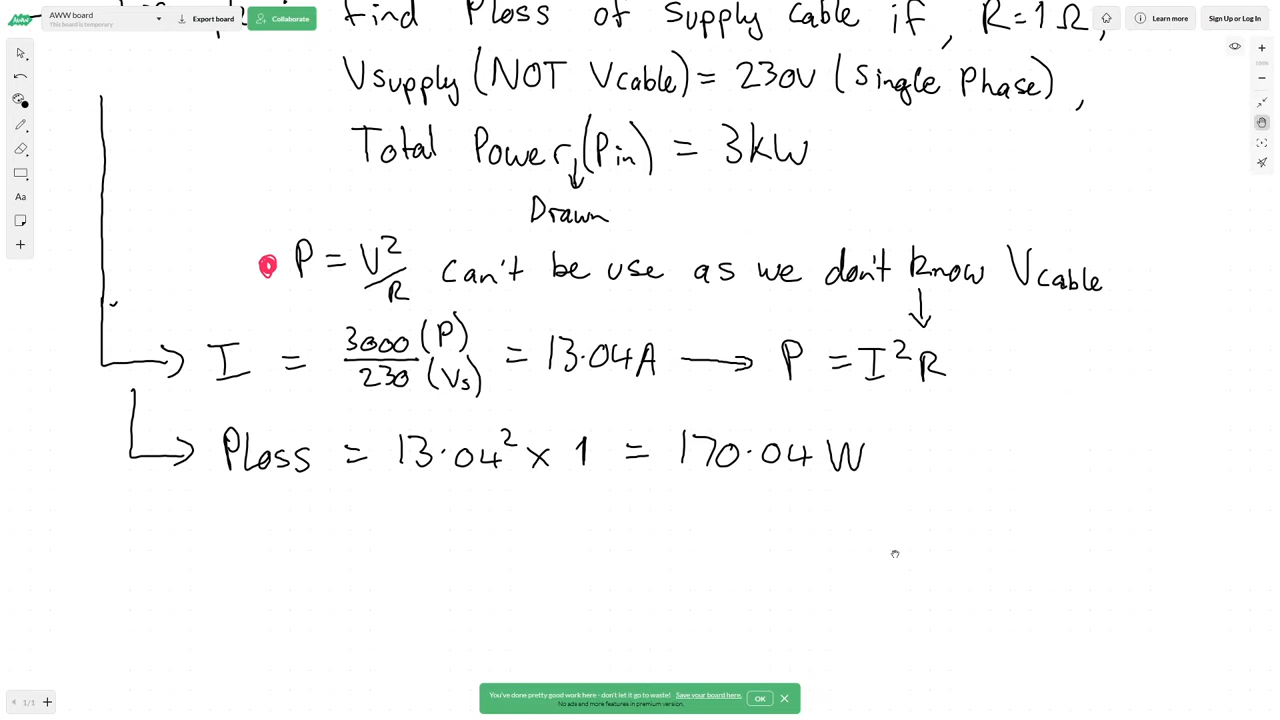 AWW board
This board is temporary
Export board
Collaborate
Learn more
Sign Up or Log In
find Ploss of supply cable if, R=1Ω,
Vsupply (NOT Vcable) = 230V (Single Phase),
Total Power (Pin) = 3kW
Drawn
P = V²/R can't be use as we don't know Vcable
I = 3000 (P) / 230 (Vs) = 13.04A → P = I²R
Ploss = 13.04² x 1 = 170.04 W
Aa
100%
1/1
You've done pretty good work here - don't let it go to waste! Save your board here.
No ads and more features in premium version.
OK